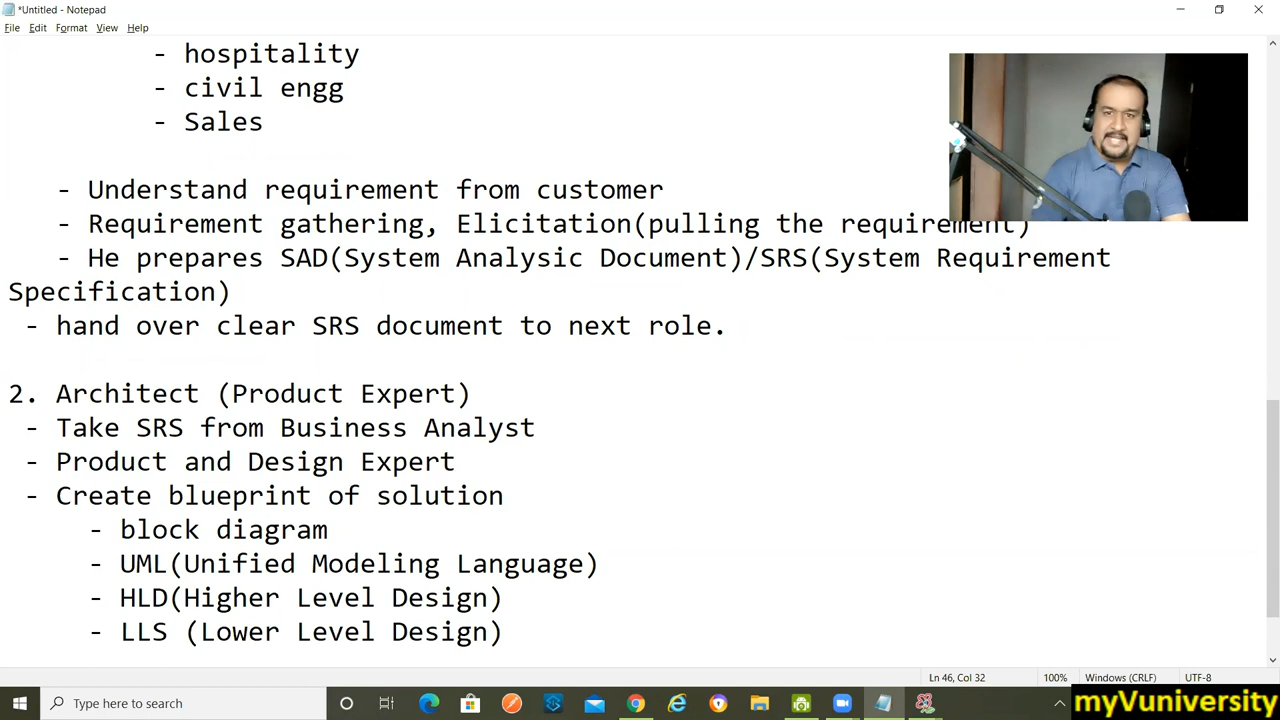 *Untitled - Notepad
File Edit Format View Help
- hospitality
- civil engg
- Sales
- Understand requirement from customer
- Requirement gathering, Elicitation(pulling the requirement)
- He prepares SAD(System Analysic Document)/SRS(System Requirement
Specification)
- hand over clear SRS document to next role.
2. Architect (Product Expert)
- Take SRS from Business Analyst
- Product and Design Expert
- Create blueprint of solution
- block diagram
- UML(Unified Modeling Language)
- HLD(Higher Level Design)
- LLS (Lower Level Design)
Ln 46, Col 32 100% Windows (CRLF) UTF-8
Type here to search
myVuniversity